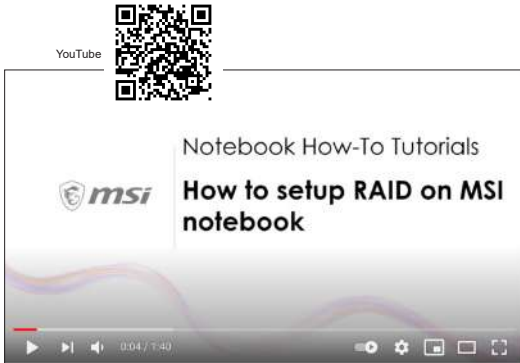 YouTube
Notebook How-To Tutorials
msi
How to setup RAID on MSI
notebook
0:04 / 1:40